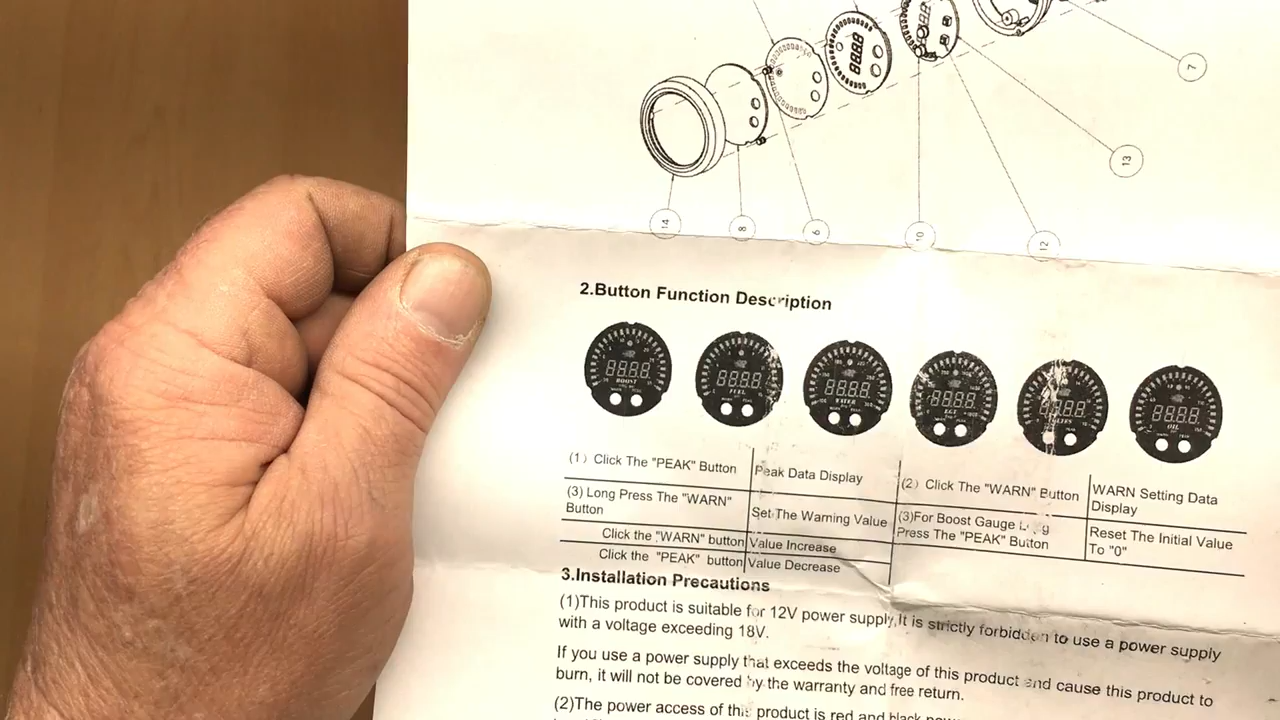 7
13
14
8
6
10
12
2.Button Function Description
BOOST
FUEL
WATER
EGT
VOLTES
OIL
(1) Click The "PEAK" Button
Peak Data Display
(2) Click The "WARN" Button
WARN Setting Data
Display
(3) Long Press The "WARN"
Button
Set The Warning Value
(3)For Boost Gauge
Press The "PEAK" Button
Reset The Initial Value
To "0"
Click the "WARN" button
Value Increase
Click the "PEAK" button
Value Decrease
3.Installation Precautions
(1)This product is suitable for 12V power supply,It is strictly forbidden to use a power supply
with a voltage exceeding 18V.
If you use a power supply that exceeds the voltage of this product and cause this product to
burn, it will not be covered by the warranty and free return.
(2)The power access of this product is red and black